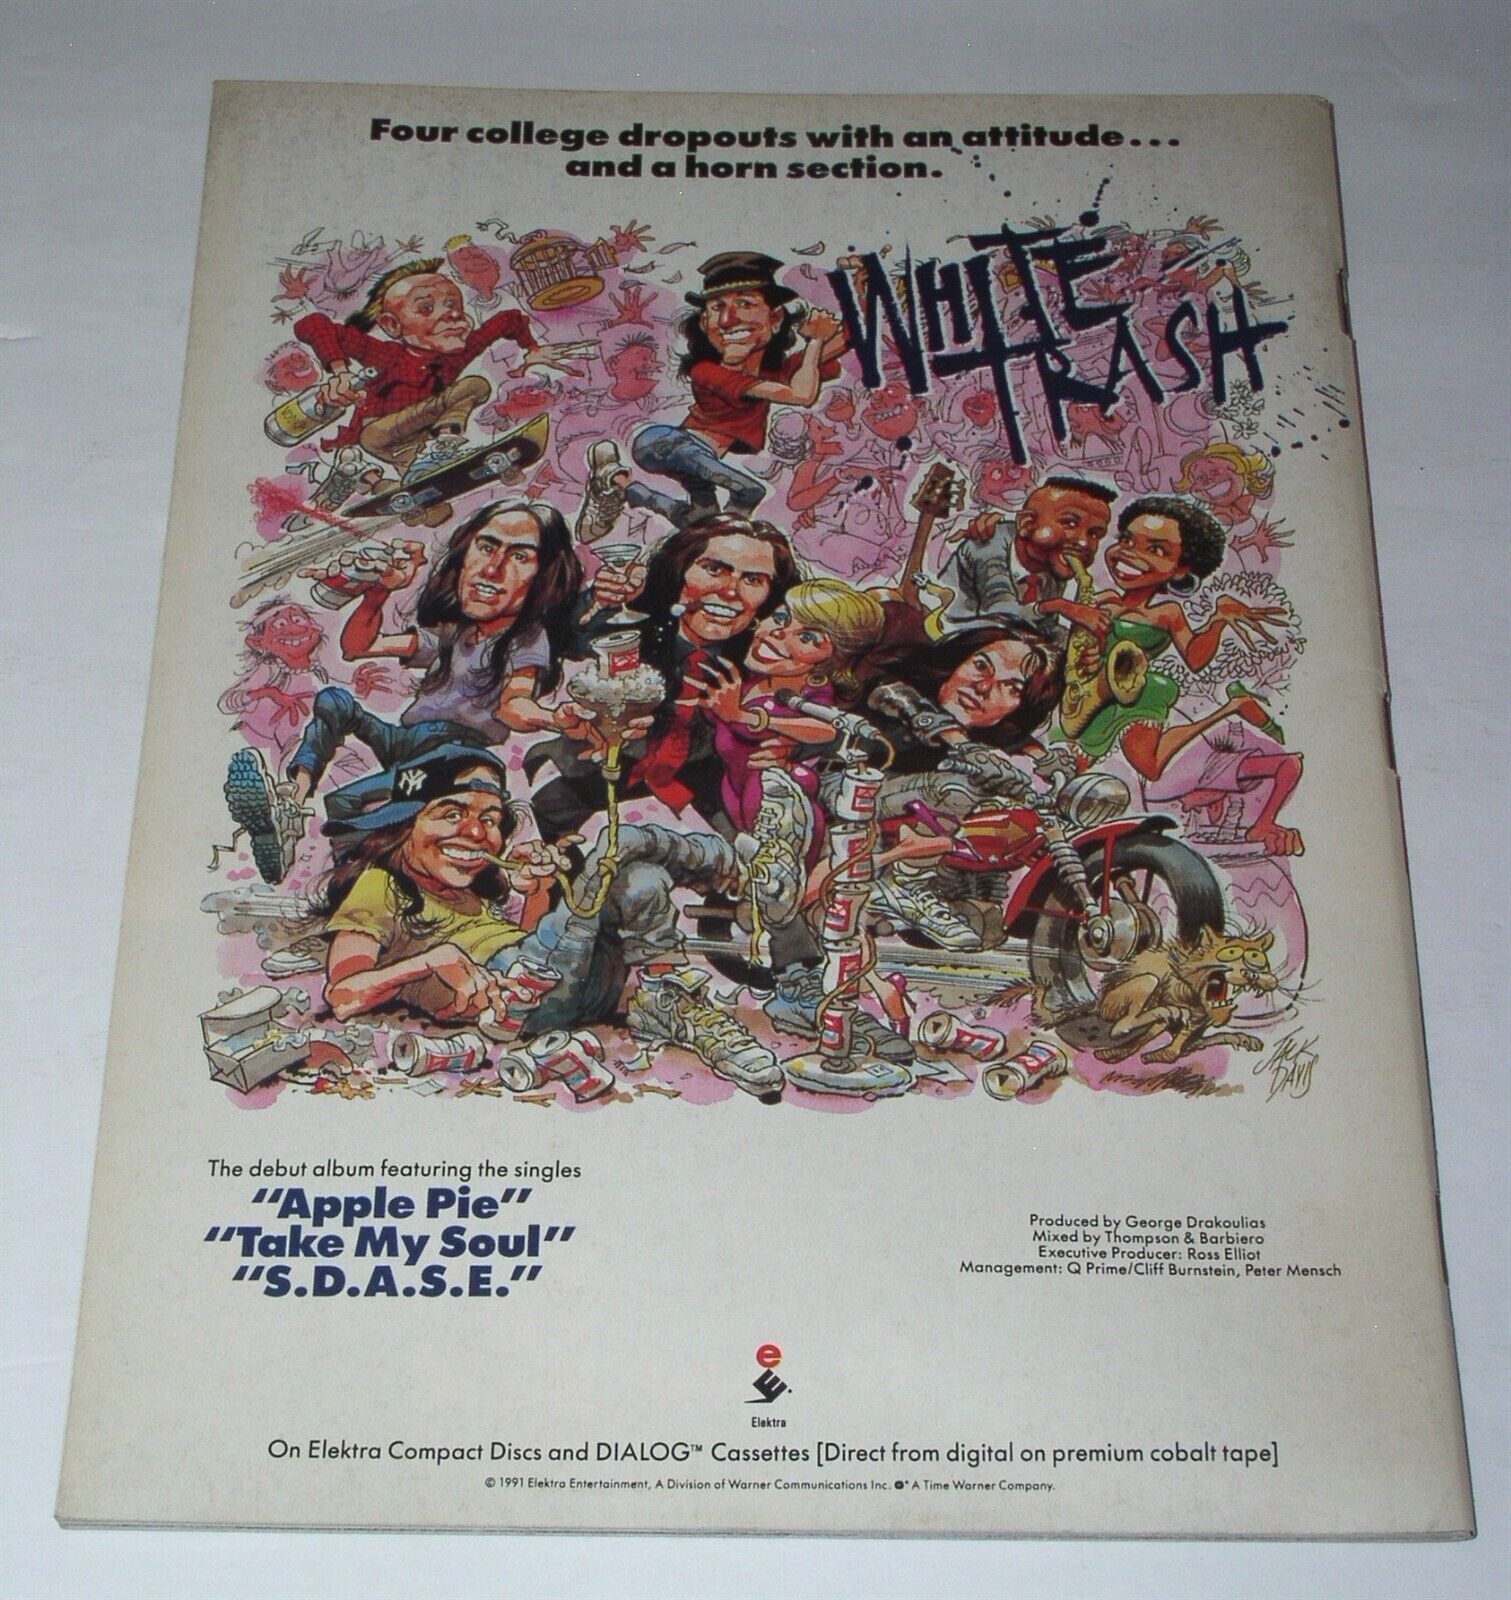 Four college dropouts with an attitude...
and a horn section.
WHITE
TRASH
NY
JACK
DAVIS
The debut album featuring the singles
"Apple Pie"
"Take My Soul"
"S.D.A.S.E."
Produced by George Drakoulias
Mixed by Thompson & Barbiero
Executive Producer: Ross Elliot
Management: Q Prime/Cliff Burnstein, Peter Mensch
e
E
Elektra
On Elektra Compact Discs and DIALOG™ Cassettes [Direct from digital on premium cobalt tape]
© 1991 Elektra Entertainment, A Division of Warner Communications Inc. A Time Warner Company.